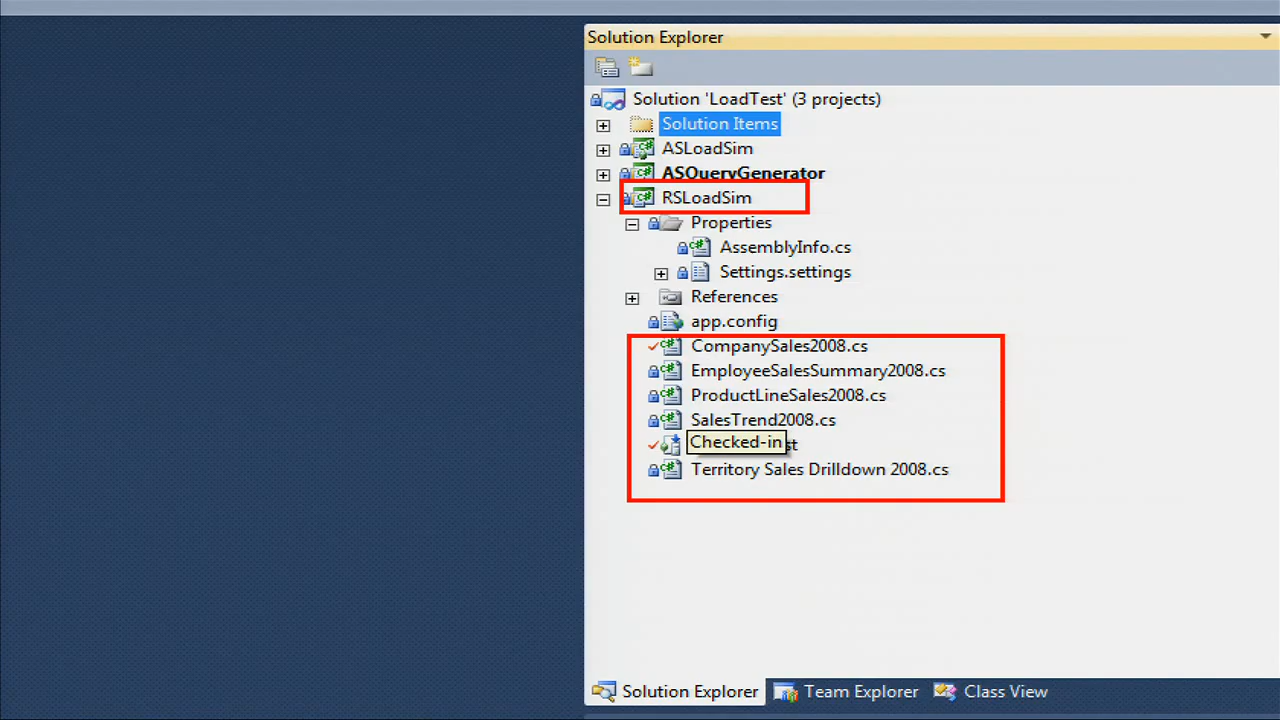 Solution Explorer
Solution 'LoadTest' (3 projects)
Solution Items
ASLoadSim
ASQueryGenerator
RSLoadSim
Properties
AssemblyInfo.cs
Settings.settings
References
app.config
CompanySales2008.cs
EmployeeSalesSummary2008.cs
ProductLineSales2008.cs
SalesTrend2008.cs
Checked-in
Territory Sales Drilldown 2008.cs
Solution Explorer Team Explorer Class View